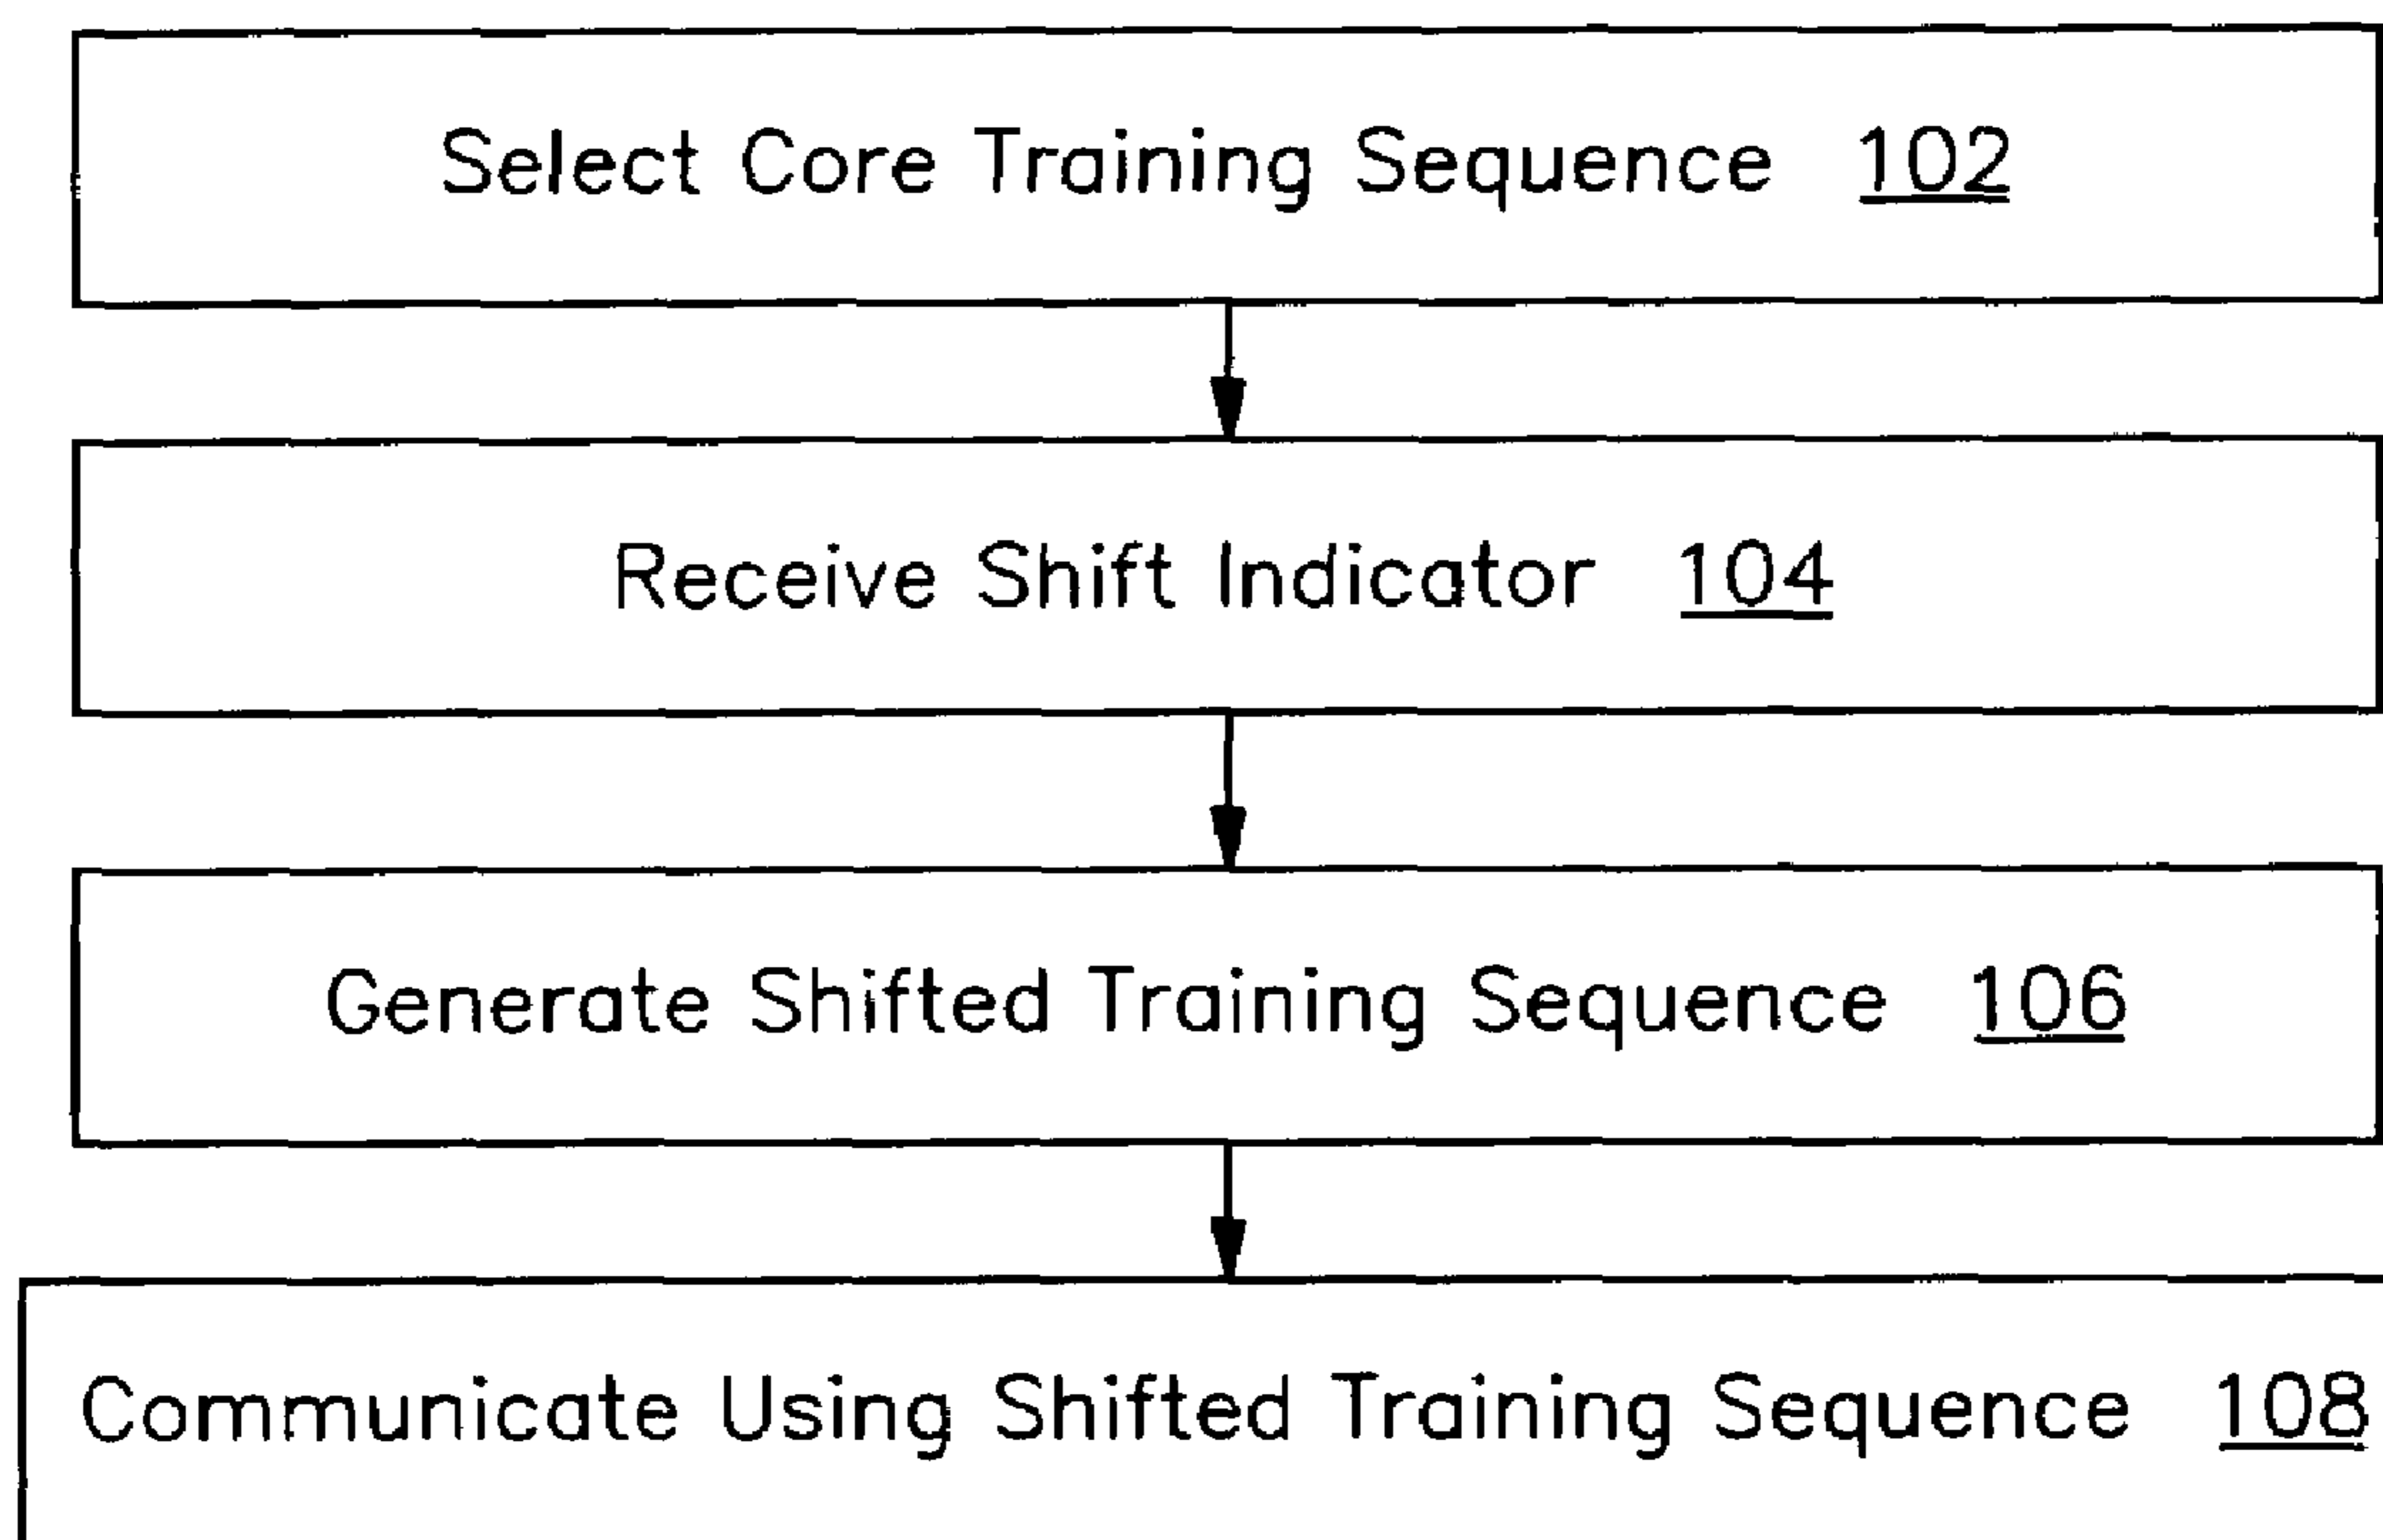 Select Core Training Sequence 102
Receive Shift Indicator 104
Generate Shifted Training Sequence 106
Communicate Using Shifted Training Sequence 108